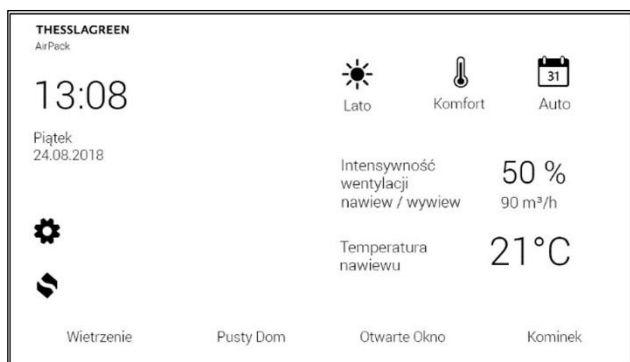 THESSLAGREEN
AirPack
13:08
Piątek
24.08.2018
31
Lato
Komfort
Auto
Intensywność
wentylacji
nawiew / wywiew
50 %
90 m³/h
Temperatura
nawiewu
21°C
Wietrzenie
Pusty Dom
Otwarte Okno
Kominek